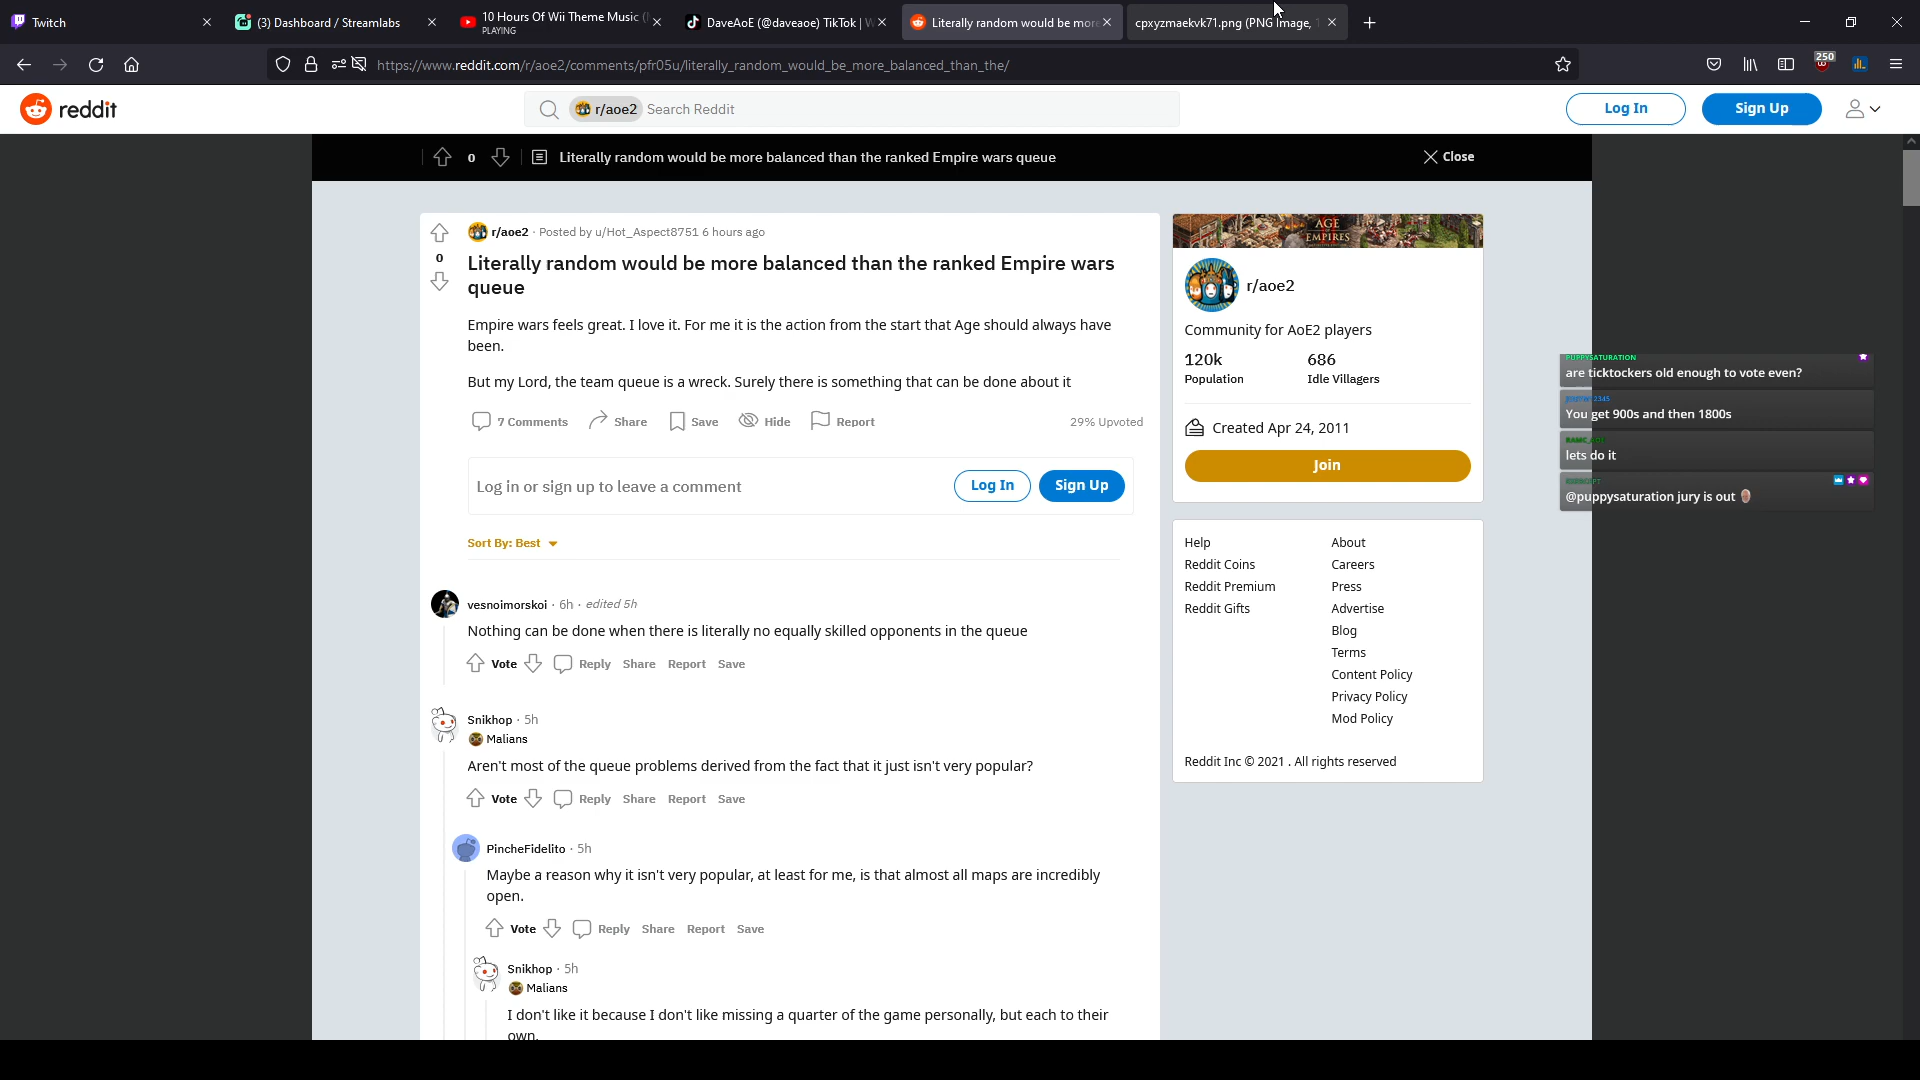 Twitch
(3) Dashboard / Streamlabs
10 Hours Of Wii Theme Music (
PLAYING
DaveAoE (@daveaoe) TikTok | W
Literally random would be more
cpxyzmaekvk71.png (PNG Image, 
https://www.reddit.com/r/aoe2/comments/pfr05u/literally_random_would_be_more_balanced_than_the/
250
reddit
r/aoe2 Search Reddit
Log In
Sign Up
0
Literally random would be more balanced than the ranked Empire wars queue
Close
r/aoe2 · Posted by u/Hot_Aspect8751 6 hours ago
0
Literally random would be more balanced than the ranked Empire wars
queue
Empire wars feels great. I love it. For me it is the action from the start that Age should always have
been.
But my Lord, the team queue is a wreck. Surely there is something that can be done about it
7 Comments Share Save Hide Report 29% Upvoted
Log in or sign up to leave a comment
Log In
Sign Up
Sort By: Best
vesnoimorskoi · 6h · edited 5h
Nothing can be done when there is literally no equally skilled opponents in the queue
Vote Reply Share Report Save
Snikhop · 5h
Malians
Aren't most of the queue problems derived from the fact that it just isn't very popular?
Vote Reply Share Report Save
PincheFidelito · 5h
Maybe a reason why it isn't very popular, at least for me, is that almost all maps are incredibly
open.
Vote Reply Share Report Save
Snikhop · 5h
Malians
I don't like it because I don't like missing a quarter of the game personally, but each to their
own.
AGE
EMPIRES
r/aoe2
Community for AoE2 players
120k
Population
686
Idle Villagers
Created Apr 24, 2011
Join
Help
Reddit Coins
Reddit Premium
Reddit Gifts
About
Careers
Press
Advertise
Blog
Terms
Content Policy
Privacy Policy
Mod Policy
Reddit Inc © 2021 . All rights reserved
PUPPYSATURATION
are ticktockers old enough to vote even?
You get 900s and then 1800s
lets do it
@puppysaturation jury is out